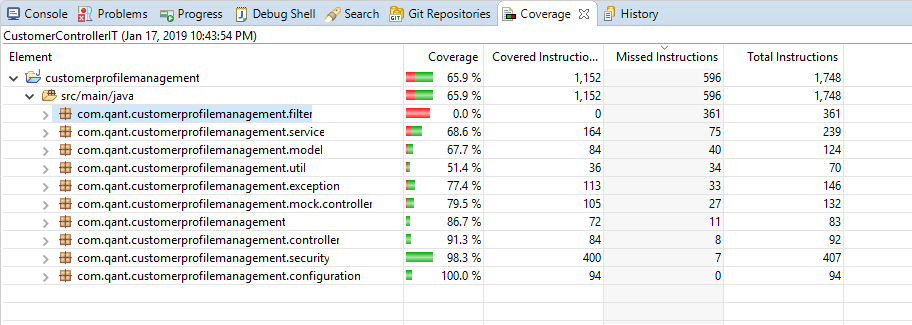 Console Problems Progress Debug Shell Search Git Repositories Coverage History
CustomerControllerIT (Jan 17, 2019 10:43:54 PM)
Element Coverage Covered Instructio... Missed Instructions Total Instructions
customerprofilemanagement 65.9 % 1,152 596 1,748
src/main/java 65.9 % 1,152 596 1,748
com.qant.customerprofilemanagement.filter 0.0 % 0 361 361
com.qant.customerprofilemanagement.service 68.6 % 164 75 239
com.qant.customerprofilemanagement.model 67.7 % 84 40 124
com.qant.customerprofilemanagement.util 51.4 % 36 34 70
com.qant.customerprofilemanagement.exception 77.4 % 113 33 146
com.qant.customerprofilemanagement.mock.controller 79.5 % 105 27 132
com.qant.customerprofilemanagement 86.7 % 72 11 83
com.qant.customerprofilemanagement.controller 91.3 % 84 8 92
com.qant.customerprofilemanagement.security 98.3 % 400 7 407
com.qant.customerprofilemanagement.configuration 100.0 % 94 0 94